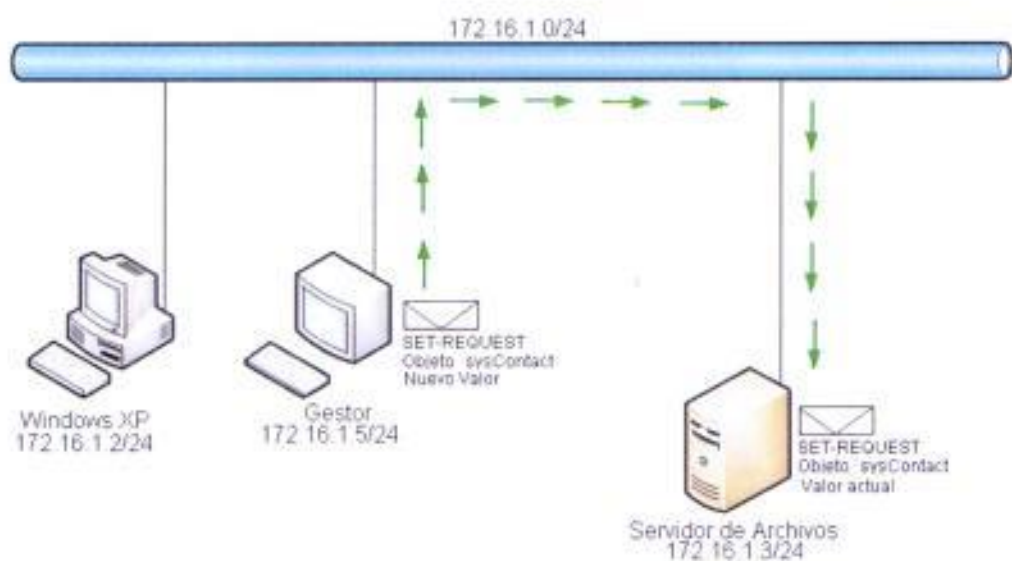 172.16.1.0/24
SET-REQUEST
Objeto sysContact
Nuevo Valor
Windows XP
172.16.1.2/24
Gestor
172.16.1.5/24
SET-REQUEST
Objeto sysContact
Valor actual
Servidor de Archivos
172.16.1.3/24